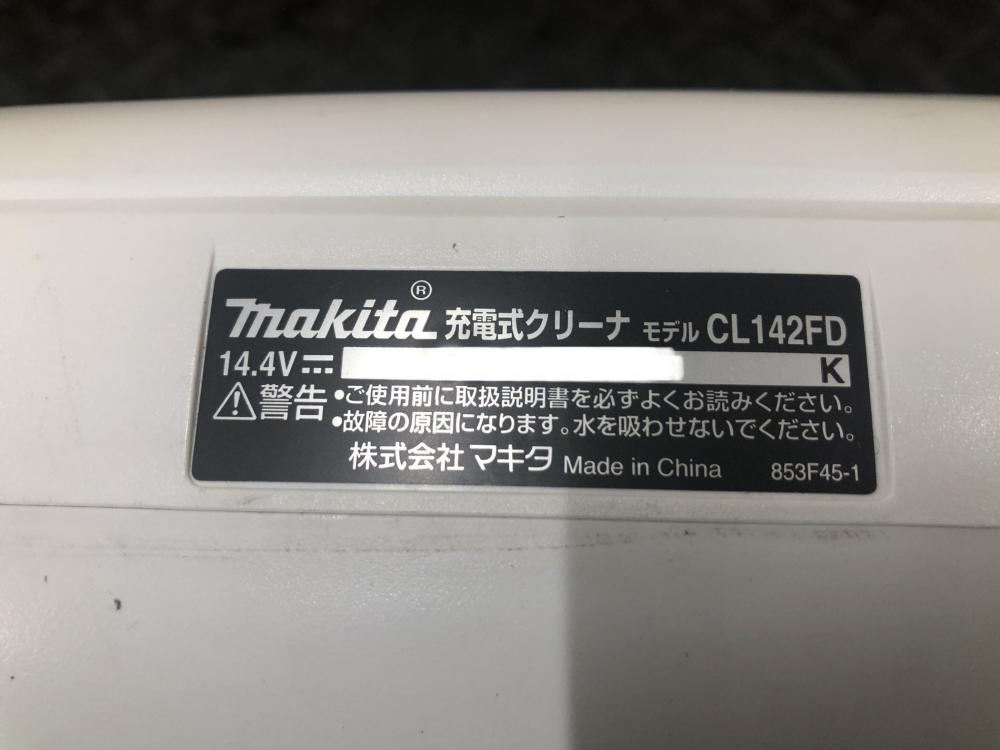 makita® 充電式クリーナ モデル CL142FD
14.4V⎓ K
⚠警告 •ご使用前に取扱説明書を必ずよくお読みください。
•故障の原因になります。水を吸わせないでください。
株式会社マキタ Made in China 853F45-1